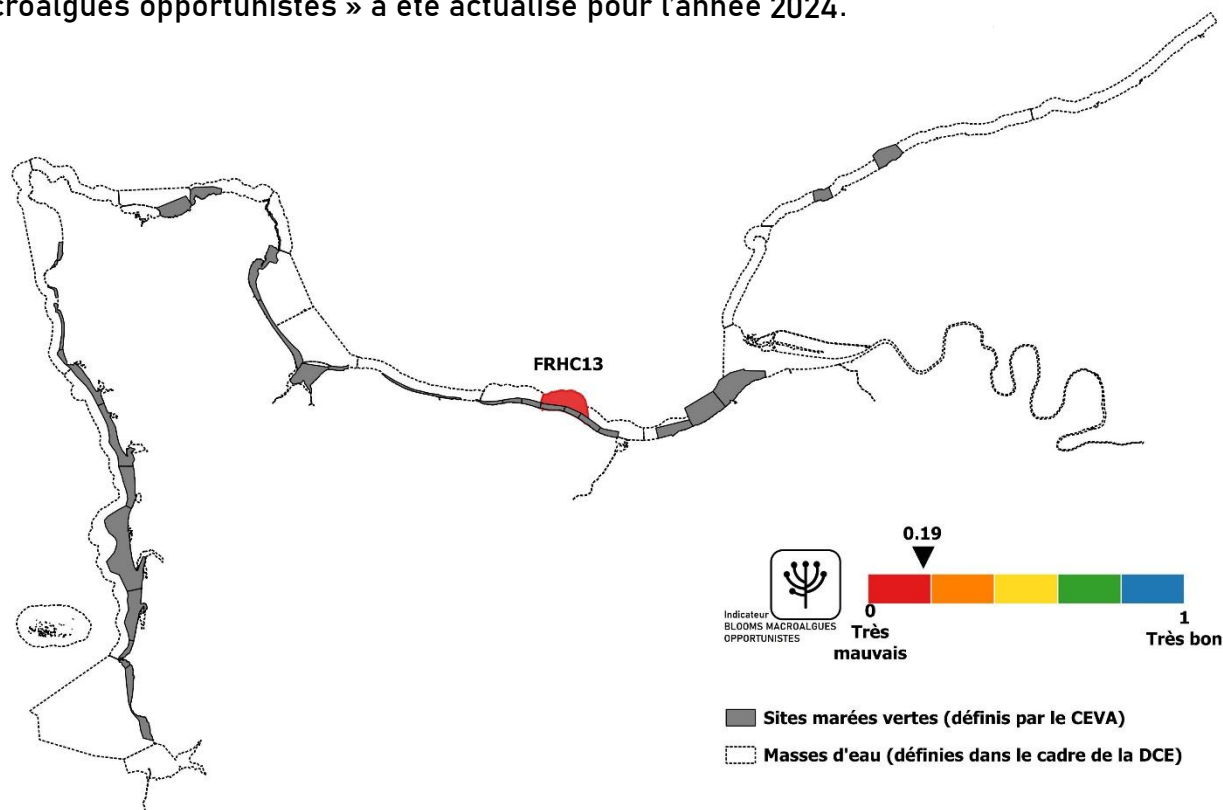 croalgues opportunistes » a été actualisé pour l'année 2024.
FRHC13
0.19
Indicateur
BLOOMS MACROALGUES
OPPORTUNISTES
0
Très
mauvais
1
Très bon
Sites marées vertes (définis par le CEVA)
Masses d'eau (définies dans le cadre de la DCE)